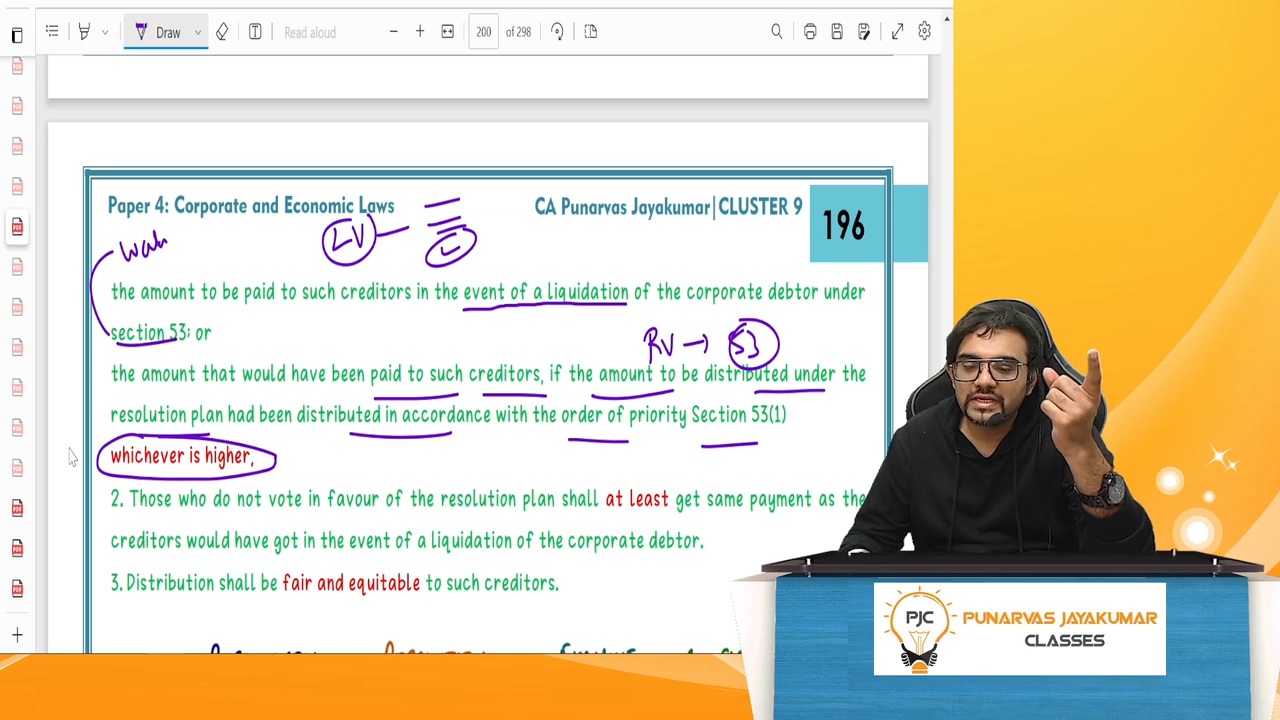 Draw
Read aloud
200 of 298
Paper 4: Corporate and Economic Laws
CA Punarvas Jayakumar|CLUSTER 9
196
LV
L
the amount to be paid to such creditors in the event of a liquidation of the corporate debtor under
section 53; or
RV → 53
the amount that would have been paid to such creditors, if the amount to be distributed under the
resolution plan had been distributed in accordance with the order of priority Section 53(1)
whichever is higher,
2. Those who do not vote in favour of the resolution plan shall at least get same payment as the
creditors would have got in the event of a liquidation of the corporate debtor.
3. Distribution shall be fair and equitable to such creditors.
PJC
PUNARVAS JAYAKUMAR
CLASSES